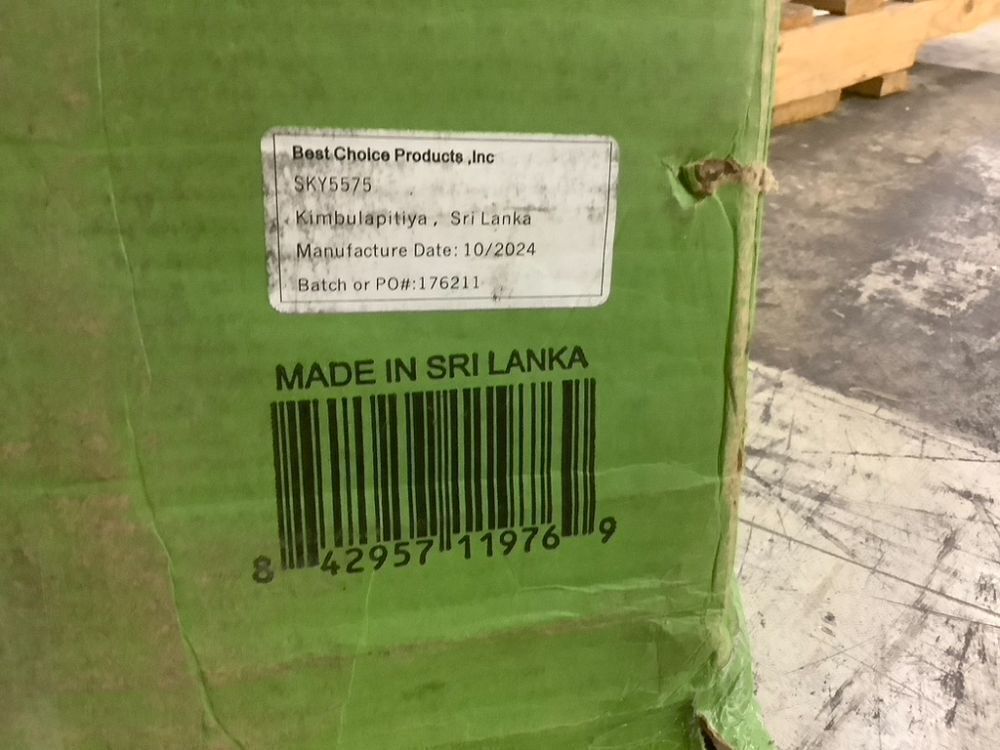 Best Choice Products ,Inc
SKY5575
Kimbulapitiya, Sri Lanka
Manufacture Date: 10/2024
Batch or PO#:176211
MADE IN SRI LANKA
8 42957 11976 9